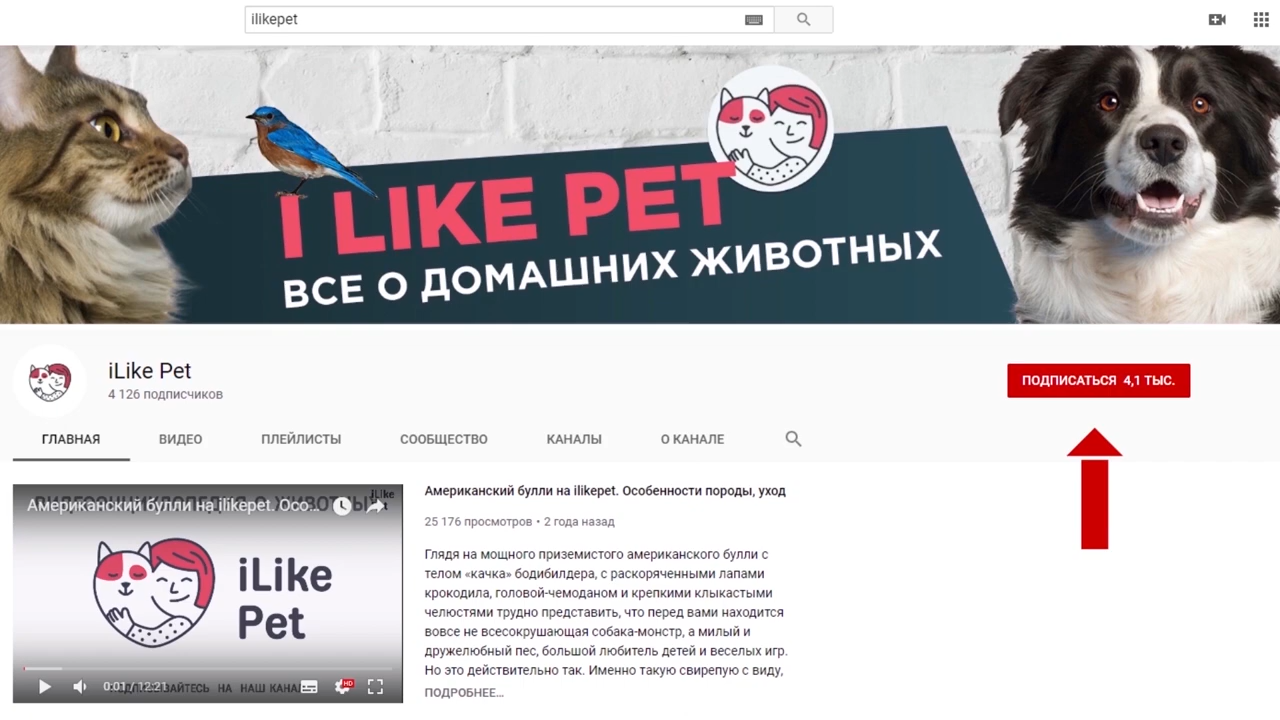 ilikepet
I LIKE PET
ВСЕ О ДОМАШНИХ ЖИВОТНЫХ
iLike Pet
4 126 подписчиков
ПОДПИСАТЬСЯ 4,1 ТЫС.
ГЛАВНАЯ ВИДЕО ПЛЕЙЛИСТЫ СООБЩЕСТВО КАНАЛЫ О КАНАЛЕ
Американский булли на ilikepet. Осо...
iLike
Pet
0:01 / 12:21
HD
Американский булли на ilikepet. Особенности породы, уход
25 176 просмотров • 2 года назад
Глядя на мощного приземистого американского булли с
телом «качка» бодибилдера, с раскоряченными лапами
крокодила, головой-чемоданом и крепкими клыкастыми
челюстями трудно представить, что перед вами находится
вовсе не всесокрушающая собака-монстр, а милый и
дружелюбный пес, большой любитель детей и веселых игр.
Но это действительно так. Именно такую свирепую с виду,
ПОДРОБНЕЕ...